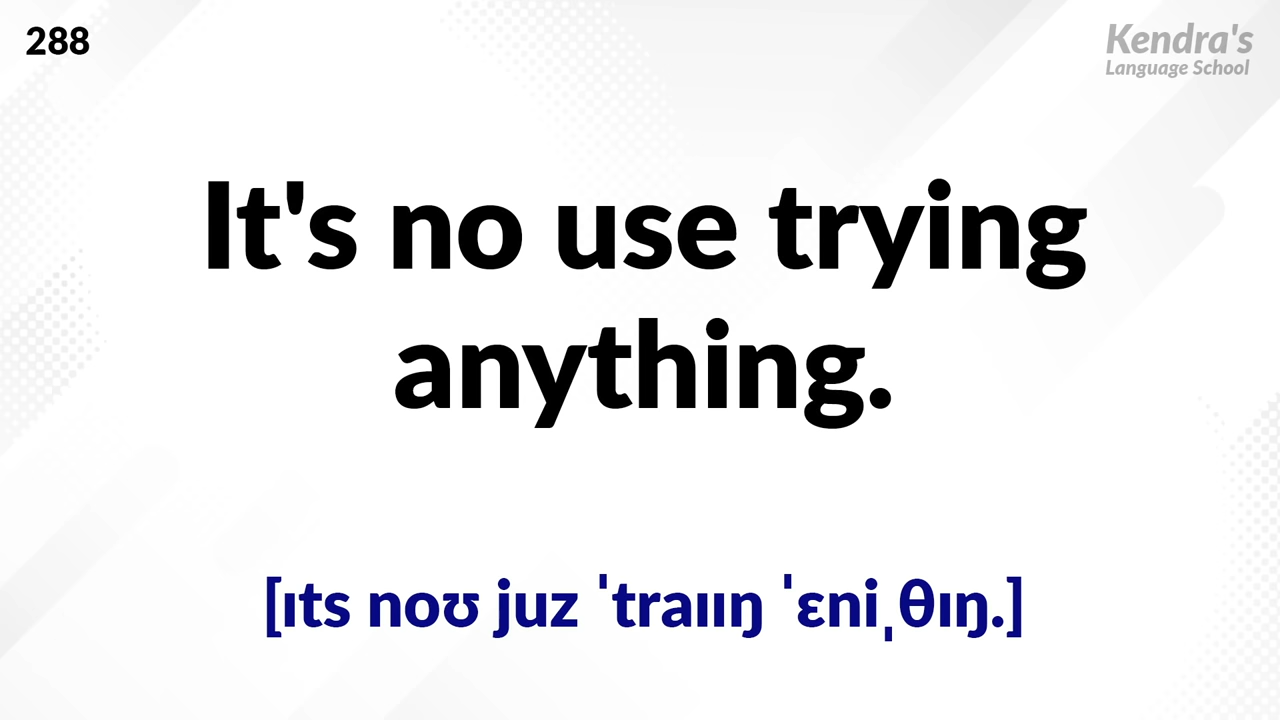 288
Kendra's
Language School
It's no use trying
anything.
[ɪts noʊ juz ˈtraɪɪŋ ˈɛniˌθɪŋ.]